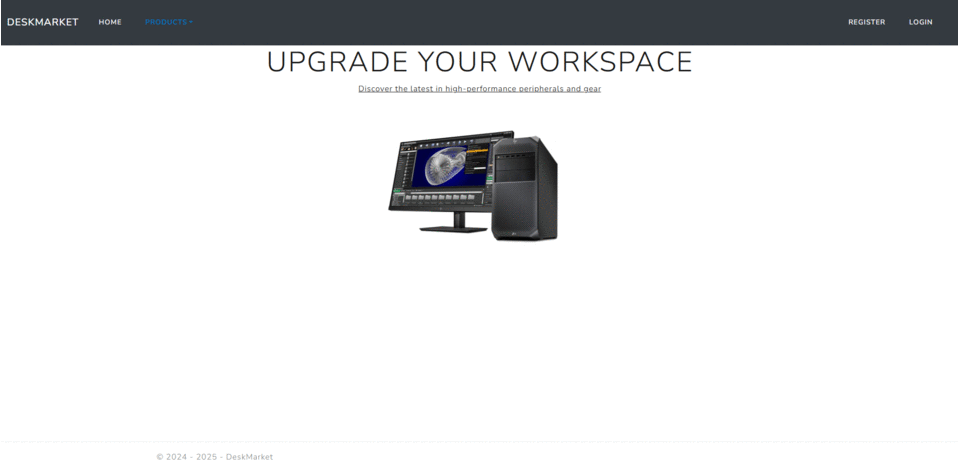 DESKMARKET HOME PRODUCTS REGISTER LOGIN
UPGRADE YOUR WORKSPACE
Discover the latest in high-performance peripherals and gear
© 2024 - 2025 - DeskMarket